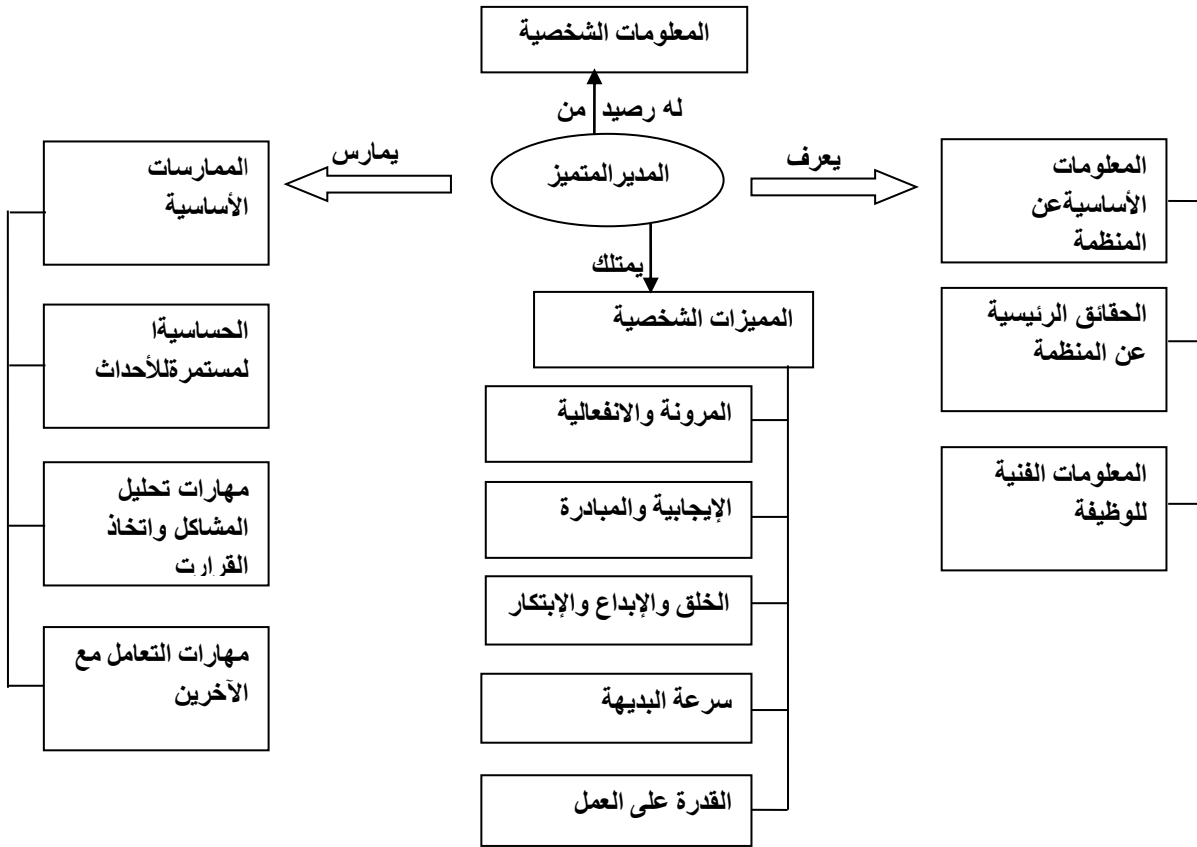 المعلومات الشخصية
له رصيد من
المدير المتميز
يعرف
يمارس
يمتلك
المعلومات
الأساسيةعن
المنظمة
الحقائق الرئيسية
عن المنظمة
المعلومات الفنية
للوظيفة
المميزات الشخصية
المرونة والانفعالية
الإيجابية والمبادرة
الخلق والإبداع والإبتكار
سرعة البديهة
القدرة على العمل
الممارسات
الأساسية
الحساسيةا
لمستمرةللأحداث
مهارات تحليل
المشاكل واتخاذ
القرارت
مهارات التعامل مع
الآخرين